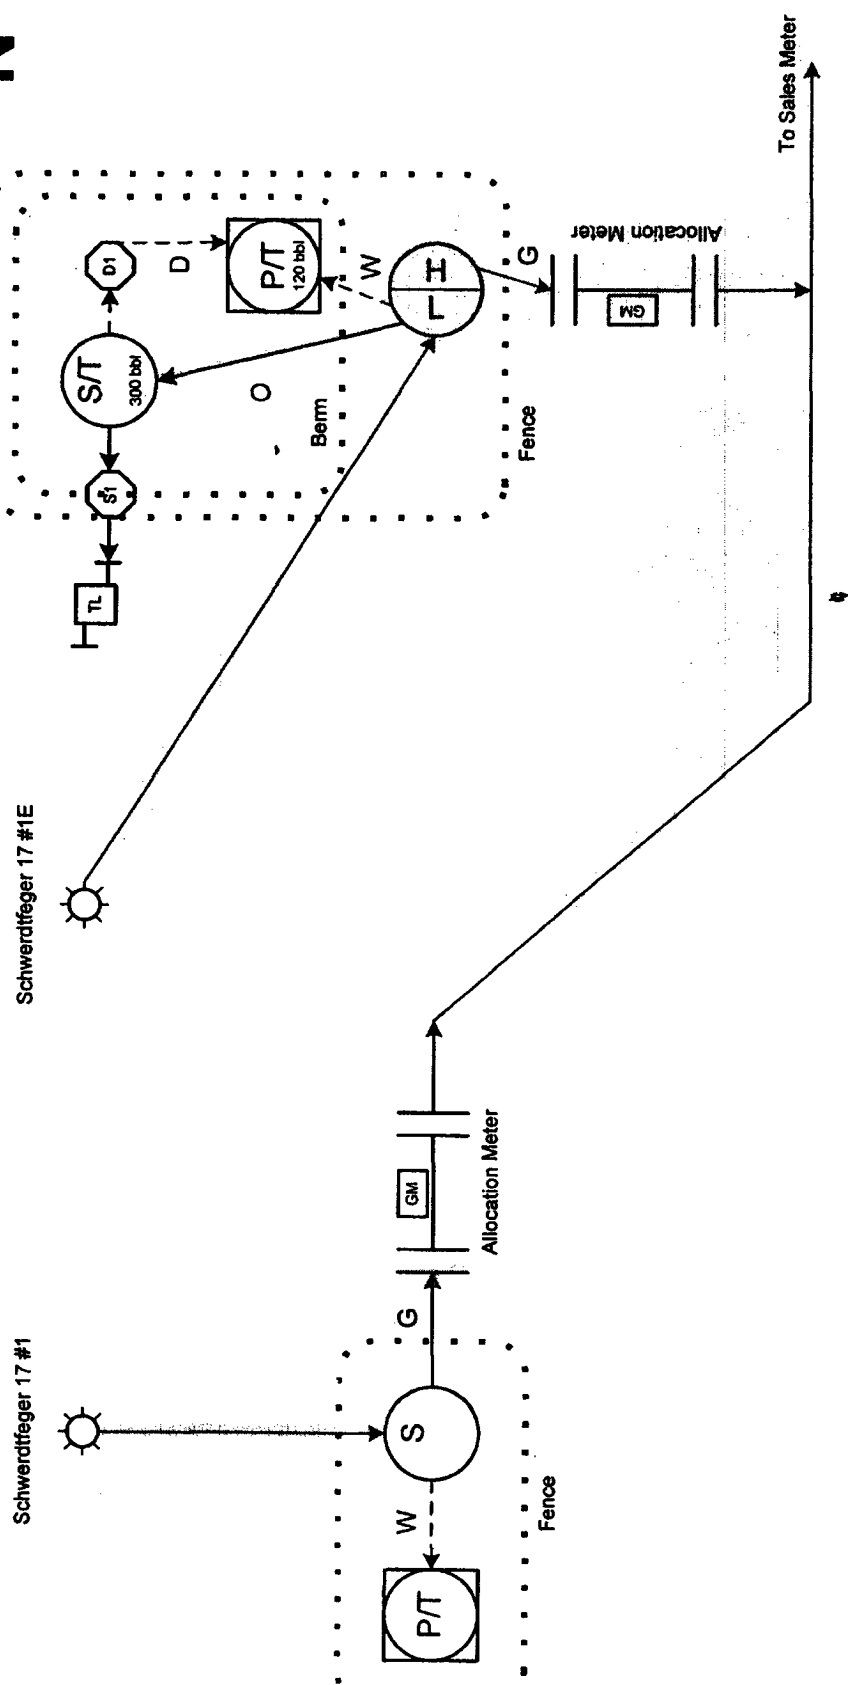 N
Schwerdtfeger 17 #1
Schwerdtfeger 17 #1E
TL
S1
S/T
300 bbl
D1
D
O
P/T
120 bbl
Berm
W
L H
Fence
G
GM
Allocation Meter
P/T
W
S
G
GM
Allocation Meter
Fence
To Sales Meter